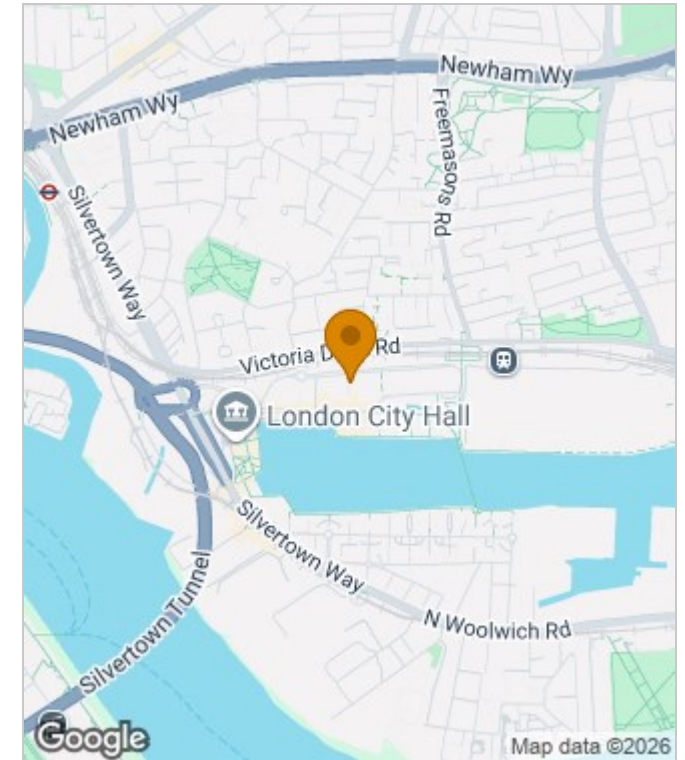 Newham Wy
Newham Wy
Freemasons Rd
Silvertown Way
Victoria D Rd
London City Hall
Silvertown Way
N Woolwich Rd
Silvertown Tunnel
Google
Map data ©2026